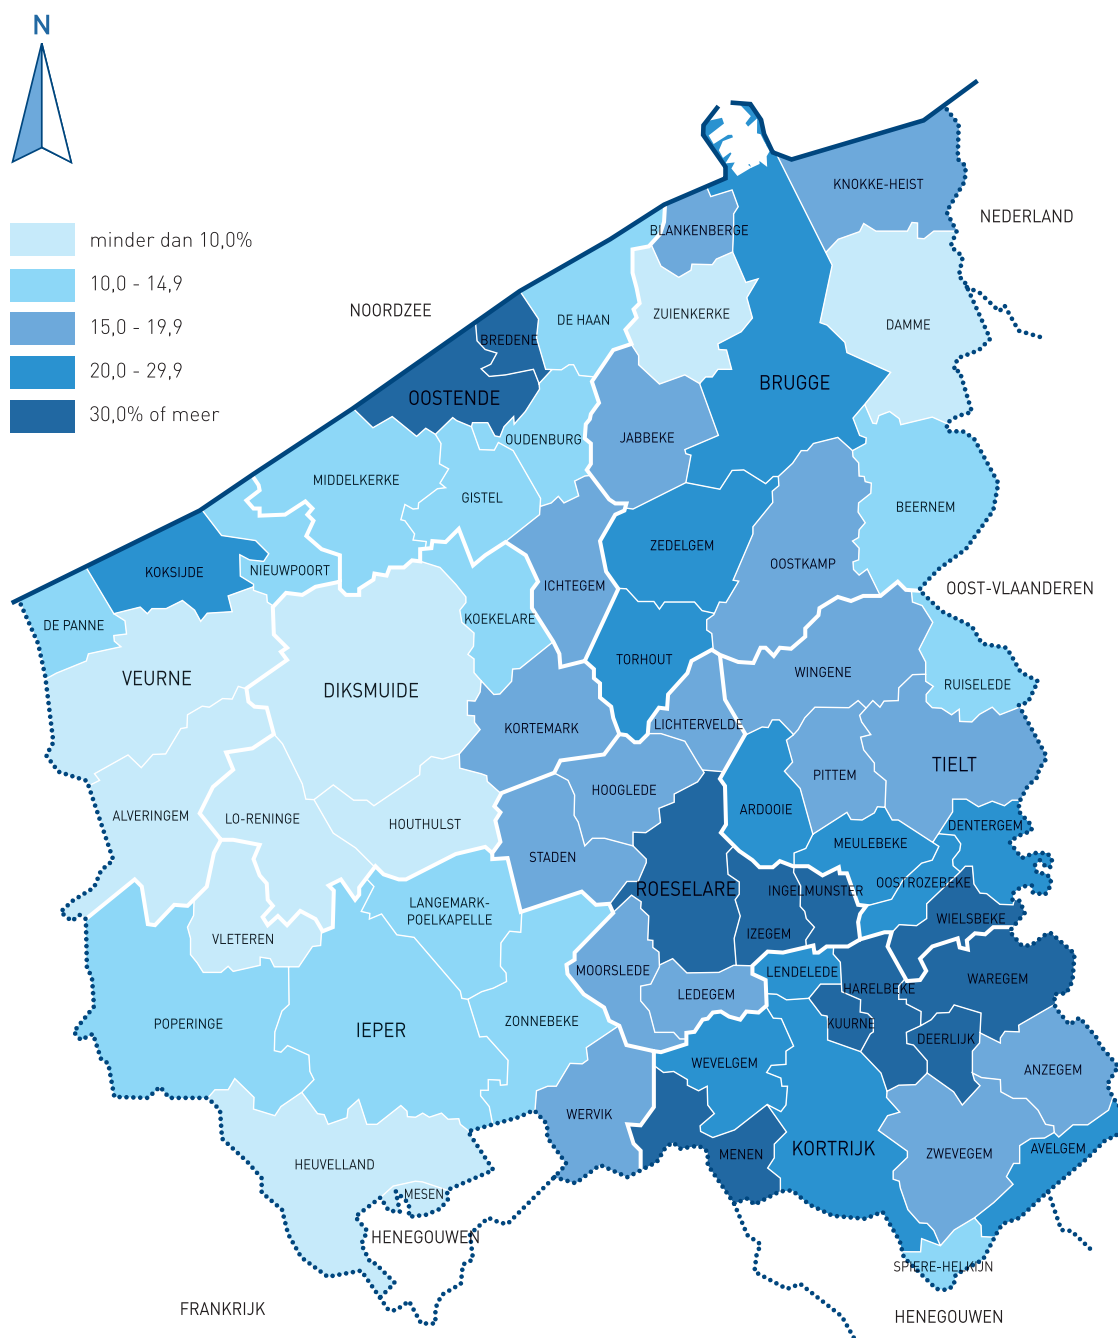 N
minder dan 10,0%
10,0 - 14,9
15,0 - 19,9
20,0 - 29,9
30,0% of meer
KNOKKE-HEIST
NEDERLAND
BLANKENBERGE
NOORDZEE
ZUIENKERKE
DE HAAN
DAMME
BREDENE
BRUGGE
OOSTENDE
OUDENBURG
JABBEKE
MIDDELKERKE
GISTEL
BEERNEM
ZEDELGEM
OOSTKAMP
KOKSIJDE
NIEUWPOORT
ICHTEGEM
OOST-VLAANDEREN
DE PANNE
KOEKELARE
TORHOUT
WINGENE
VEURNE
DIKSMUIDE
RUISELEDE
KORTEMARK
LICHTERVELDE
TIELT
PITTEM
HOOGLEDE
ARDOOIE
ALVERINGEM
LO-RENINGE
HOUTHULST
DENTERGEM
MEULEBEKE
STADEN
ROESELARE
INGELMUNSTER
OOSTROZEBEKE
LANGEMARK-
POELKAPELLE
WIELSBEKE
IZEGEM
VLETEREN
MOORSLEDE
LENDELEDE
WAREGEM
HARELBEKE
LEDEGEM
POPERINGE
IEPER
ZONNEBEKE
KUURNE
DEERLIJK
WEVELGEM
ANZEGEM
WERVIK
KORTRIJK
AVELGEM
ZWEVEGEM
MENEN
HEUVELLAND
MESEN
HENEGOUWEN
SPIERE-HELKIJN
FRANKRIJK
HENEGOUWEN